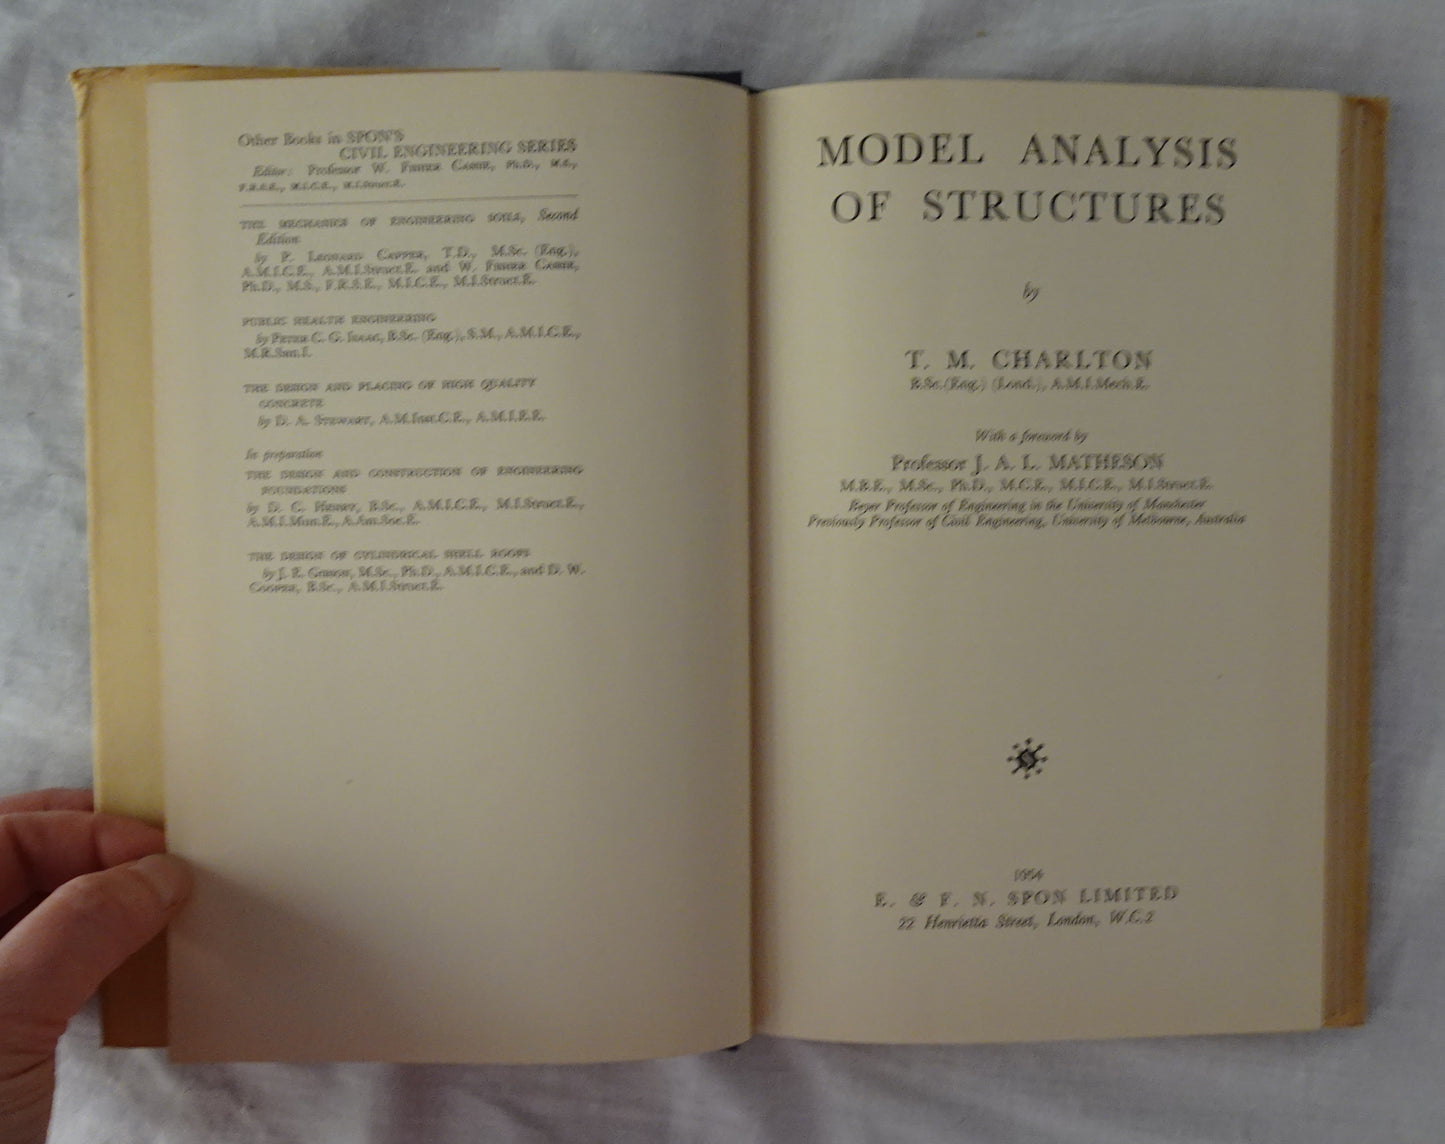 Other Books in SPON'S
CIVIL ENGINEERING SERIES
Editor: Professor W. FISHER CASSIE, Ph.D., M.S.,
F.R.S.E., M.I.C.E., M.I.Struct.E.
THE MECHANICS OF ENGINEERING SOILS, Second
Edition
by P. LEONARD CAPPER, T.D., M.Sc. (Eng.),
A.M.I.C.E., A.M.I.Struct.E. and W. FISHER CASSIE,
Ph.D., M.S., F.R.S.E., M.I.C.E., M.I.Struct.E.
PUBLIC HEALTH ENGINEERING
by PETER C. G. ISAAC, B.Sc. (Eng.), S.M., A.M.I.C.E.,
M.R.San.I.
THE DESIGN AND PLACING OF HIGH QUALITY
CONCRETE
by D. A. STEWART, A.M.Inst.C.E., A.M.I.E.E.
In preparation
THE DESIGN AND CONSTRUCTION OF ENGINEERING
FOUNDATIONS
by D. C. HENRY, B.Sc., A.M.I.C.E., M.I.Struct.E.,
A.M.I.Mun.E., A.Am.Soc.E.
THE DESIGN OF CYLINDRICAL SHELL ROOFS
by J. E. GIBSON, M.Sc., Ph.D., A.M.I.C.E., and D. W.
COOPER, B.Sc., A.M.I.Struct.E.
MODEL ANALYSIS
OF STRUCTURES
by
T. M. CHARLTON
B.Sc.(Eng.) (Lond.), A.M.I.Mech.E.
With a foreword by
Professor J. A. L. MATHESON
M.B.E., M.Sc., Ph.D., M.C.E., M.I.C.E., M.I.Struct.E.
Beyer Professor of Engineering in the University of Manchester
Previously Professor of Civil Engineering, University of Melbourne, Australia
S
1954
E. & F. N. SPON LIMITED
22 Henrietta Street, London, W.C.2